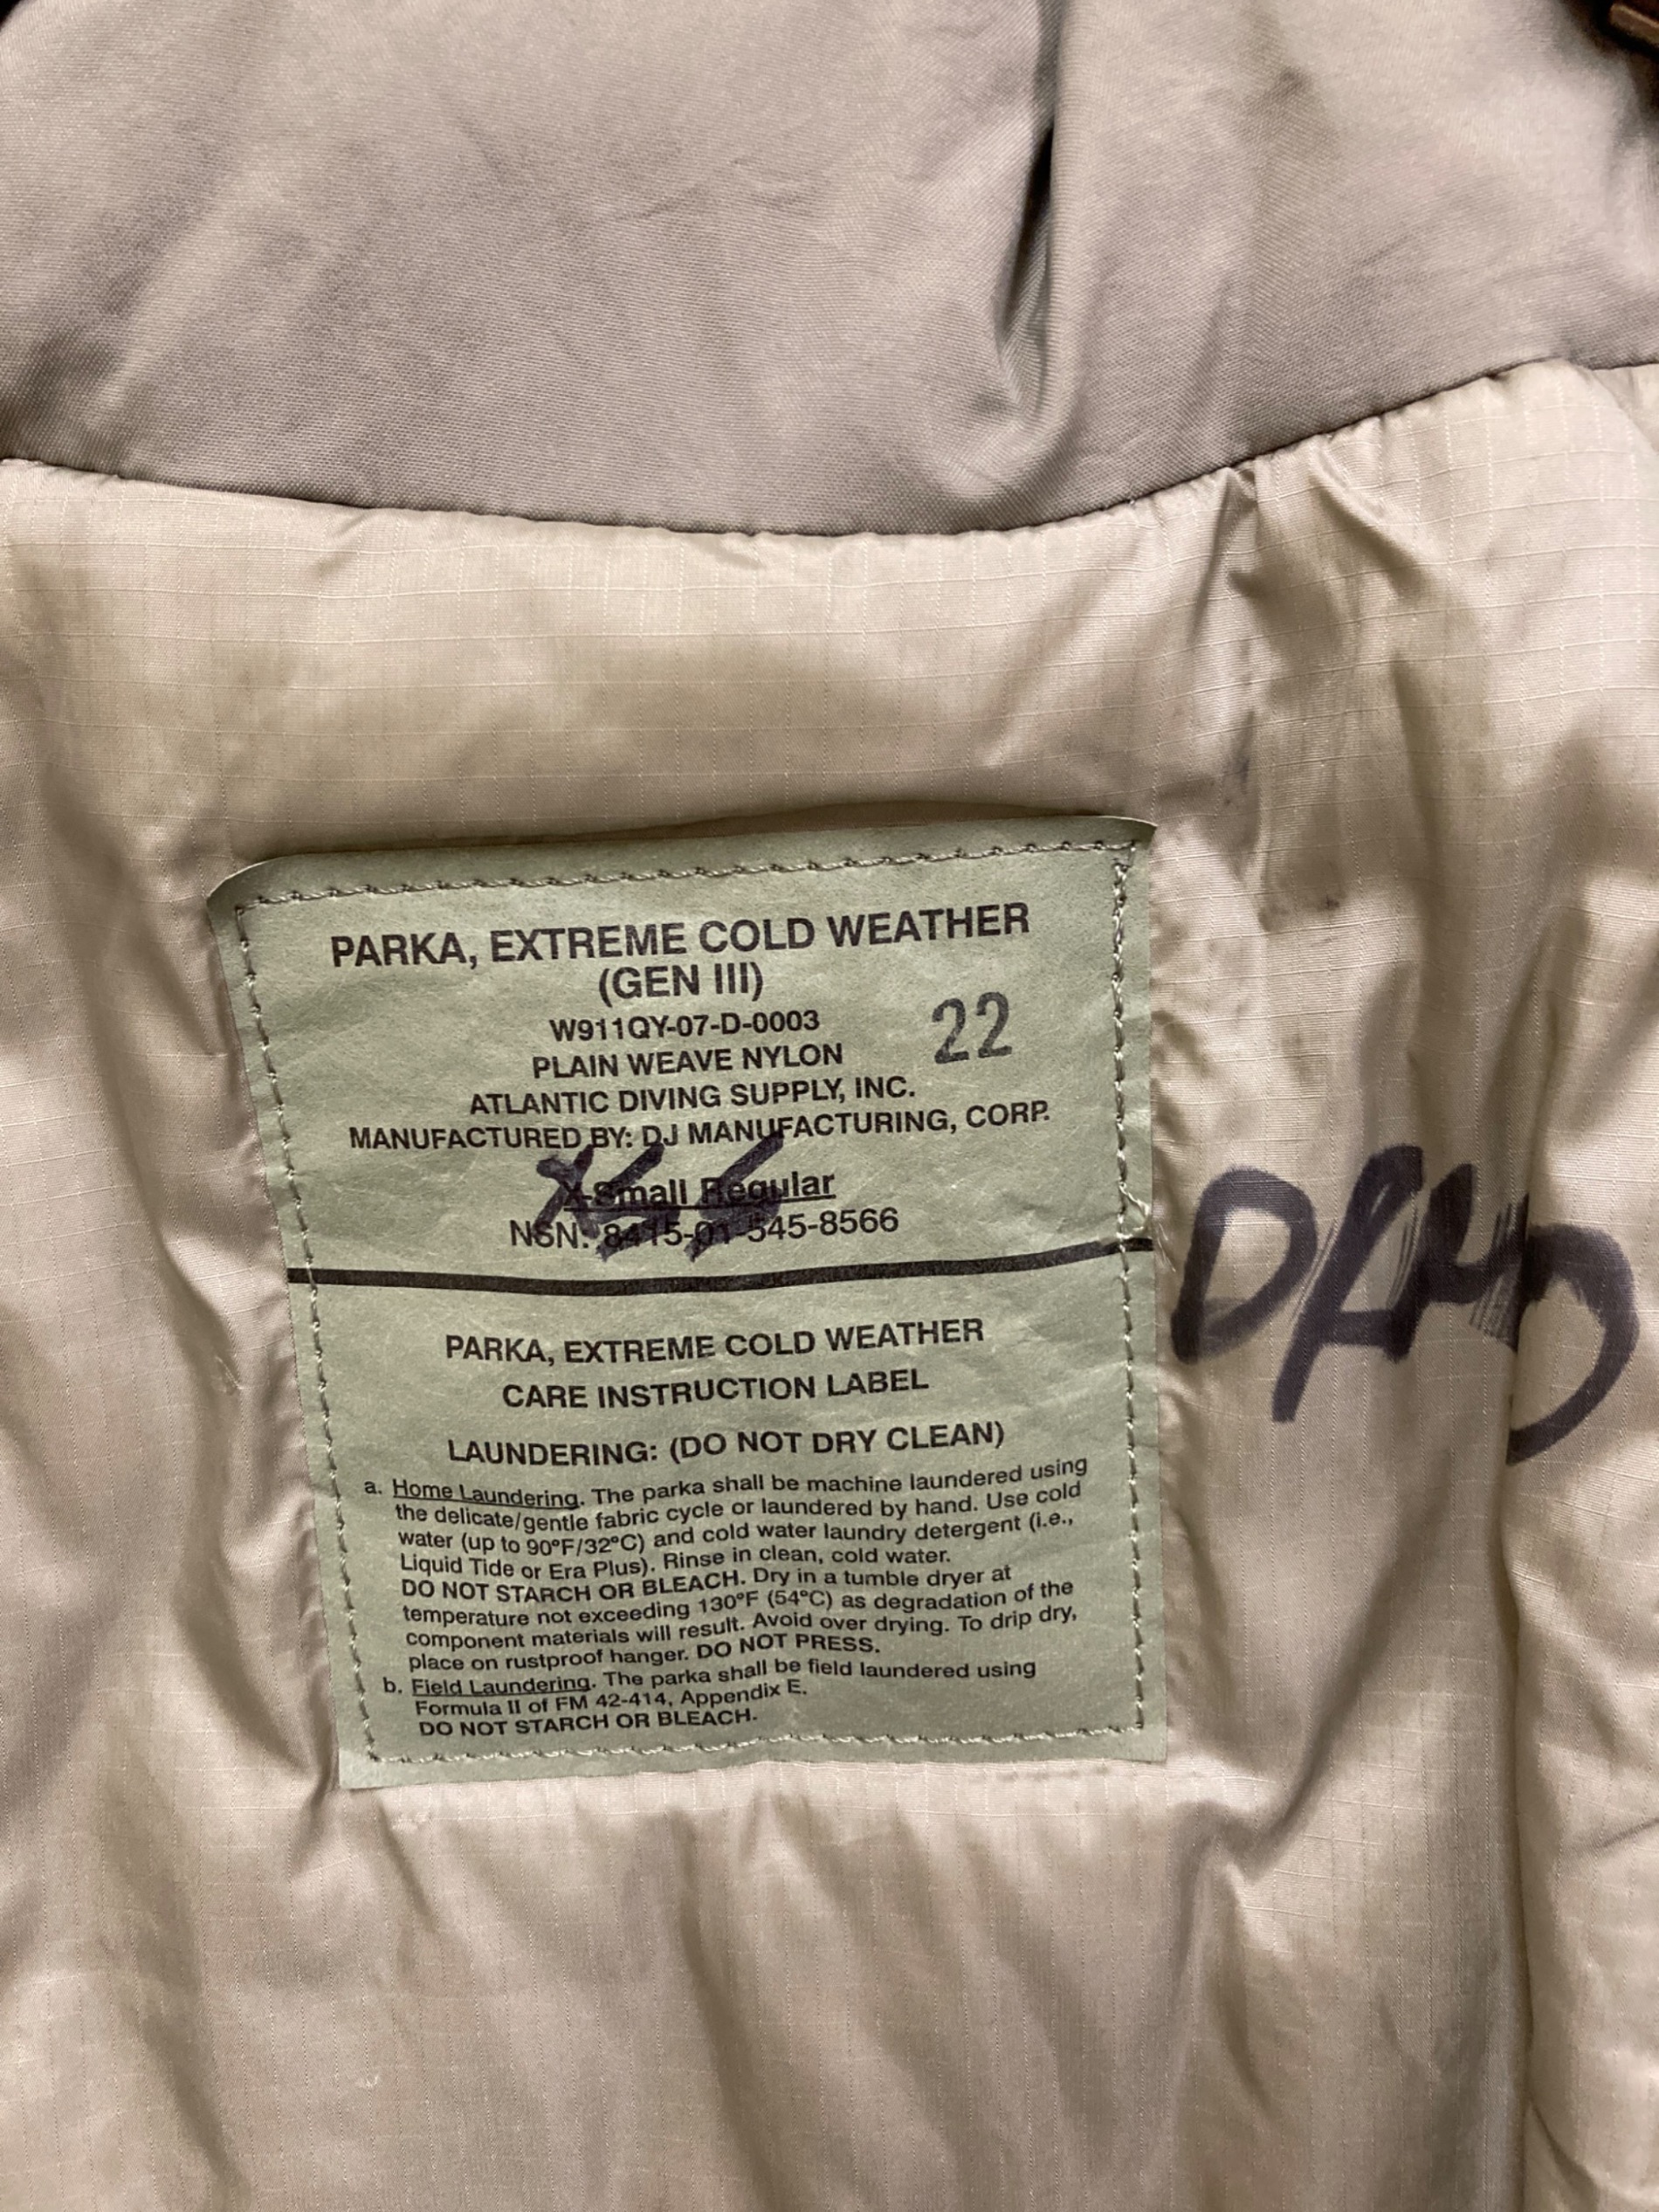 PARKA, EXTREME COLD WEATHER
(GEN III)
W911QY-07-D-0003
22
PLAIN WEAVE NYLON
ATLANTIC DIVING SUPPLY, INC.
MANUFACTURED BY: DJ MANUFACTURING, CORP.
X-Small Regular
NSN: 8415-01-545-8566
PARKA, EXTREME COLD WEATHER
CARE INSTRUCTION LABEL
LAUNDERING: (DO NOT DRY CLEAN)
a. Home Laundering. The parka shall be machine laundered using
the delicate/gentle fabric cycle or laundered by hand. Use cold
water (up to 90°F/32°C) and cold water laundry detergent (i.e.,
Liquid Tide or Era Plus). Rinse in clean, cold water.
DO NOT STARCH OR BLEACH. Dry in a tumble dryer at
temperature not exceeding 130°F (54°C) as degradation of the
component materials will result. Avoid over drying. To drip dry,
place on rustproof hanger. DO NOT PRESS.
b. Field Laundering. The parka shall be field laundered using
Formula II of FM 42-414, Appendix E.
DO NOT STARCH OR BLEACH.